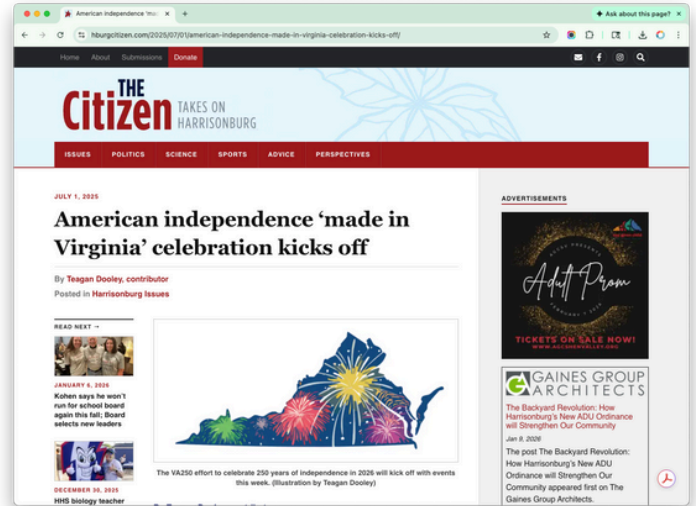 American independence 'ma
Ask about this page?
hburgcitizen.com/2025/07/01/american-independence-made-in-virginia-celebration-kicks-off/
Home About Submissions Donate
THE
Citizen
TAKES ON
HARRISONBURG
ISSUES POLITICS SCIENCE SPORTS ADVICE PERSPECTIVES
JULY 1, 2025
American independence ‘made in
Virginia’ celebration kicks off
By Teagan Dooley, contributor
Posted in Harrisonburg Issues
READ NEXT →
JANUARY 6, 2026
Kohen says he won’t
run for school board
again this fall; Board
selects new leaders
DECEMBER 30, 2025
HHS biology teacher
The VA250 effort to celebrate 250 years of independence in 2026 will kick off with events
this week. (Illustration by Teagan Dooley)
ADVERTISEMENTS
Adult Prom
FEBRUARY 7 2026
TICKETS ON SALE NOW!
WWW.AGCSHENVALLEY.ORG
GAINES GROUP
ARCHITECTS
The Backyard Revolution: How
Harrisonburg's New ADU Ordinance
will Strengthen Our Community
Jan 9, 2026
The post The Backyard Revolution:
How Harrisonburg's New ADU
Ordinance will Strengthen Our
Community appeared first on The
Gaines Group Architects.